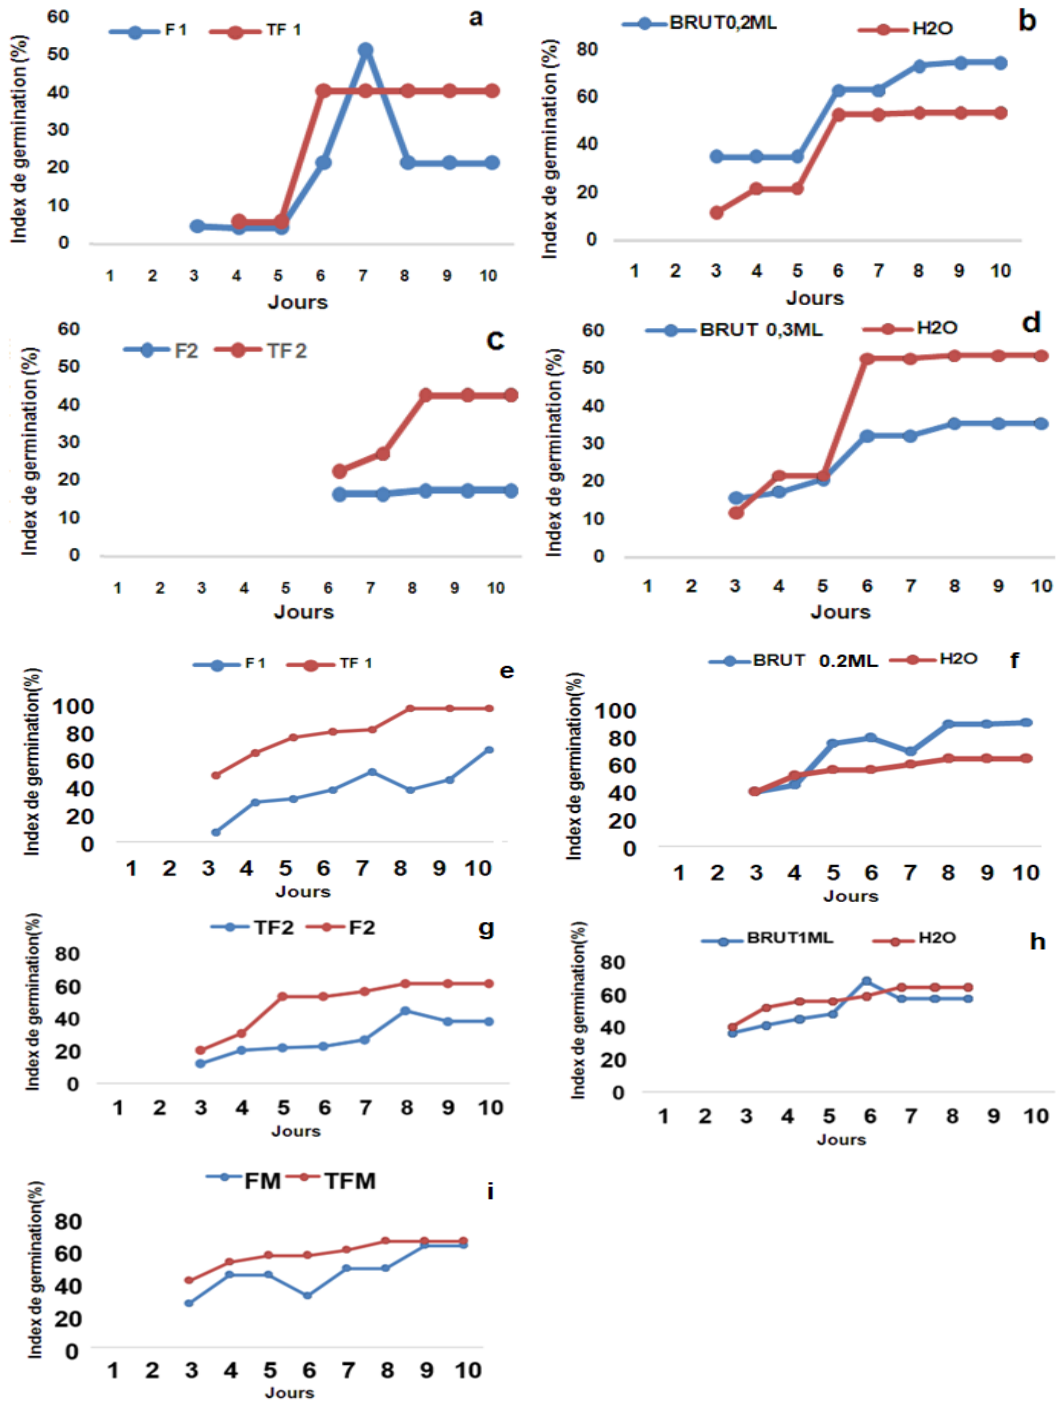 a
F 1 TF 1
Index de germination (%)
60
50
40
30
20
10
0
1 2 3 4 5 6 7 8 9 10
Jours
b
BRUT0,2ML H2O
Index de germination (%)
80
60
40
20
0
1 2 3 4 5 6 7 8 9 10
Jours
c
F2 TF 2
Index de germination (%)
60
50
40
30
20
10
0
1 2 3 4 5 6 7 8 9 10
Jours
d
BRUT 0,3ML H2O
Index de germination (%)
60
50
40
30
20
10
0
1 2 3 4 5 6 7 8 9 10
Jours
e
F 1 TF 1
Index de germination(%)
100
80
60
40
20
0
1 2 3 4 5 6 7 8 9 10
Jours
f
BRUT 0.2ML H2O
Index de germination(%)
100
80
60
40
20
0
1 2 3 4 5 6 7 8 9 10
Jours
g
TF2 F2
Index de germination(%)
80
60
40
20
0
1 2 3 4 5 6 7 8 9 10
Jours
h
BRUT1ML H2O
Index de germination(%)
80
60
40
20
0
1 2 3 4 5 6 7 8 9 10
Jours
i
FM TFM
Index de germination(%)
80
60
40
20
0
1 2 3 4 5 6 7 8 9 10
Jours